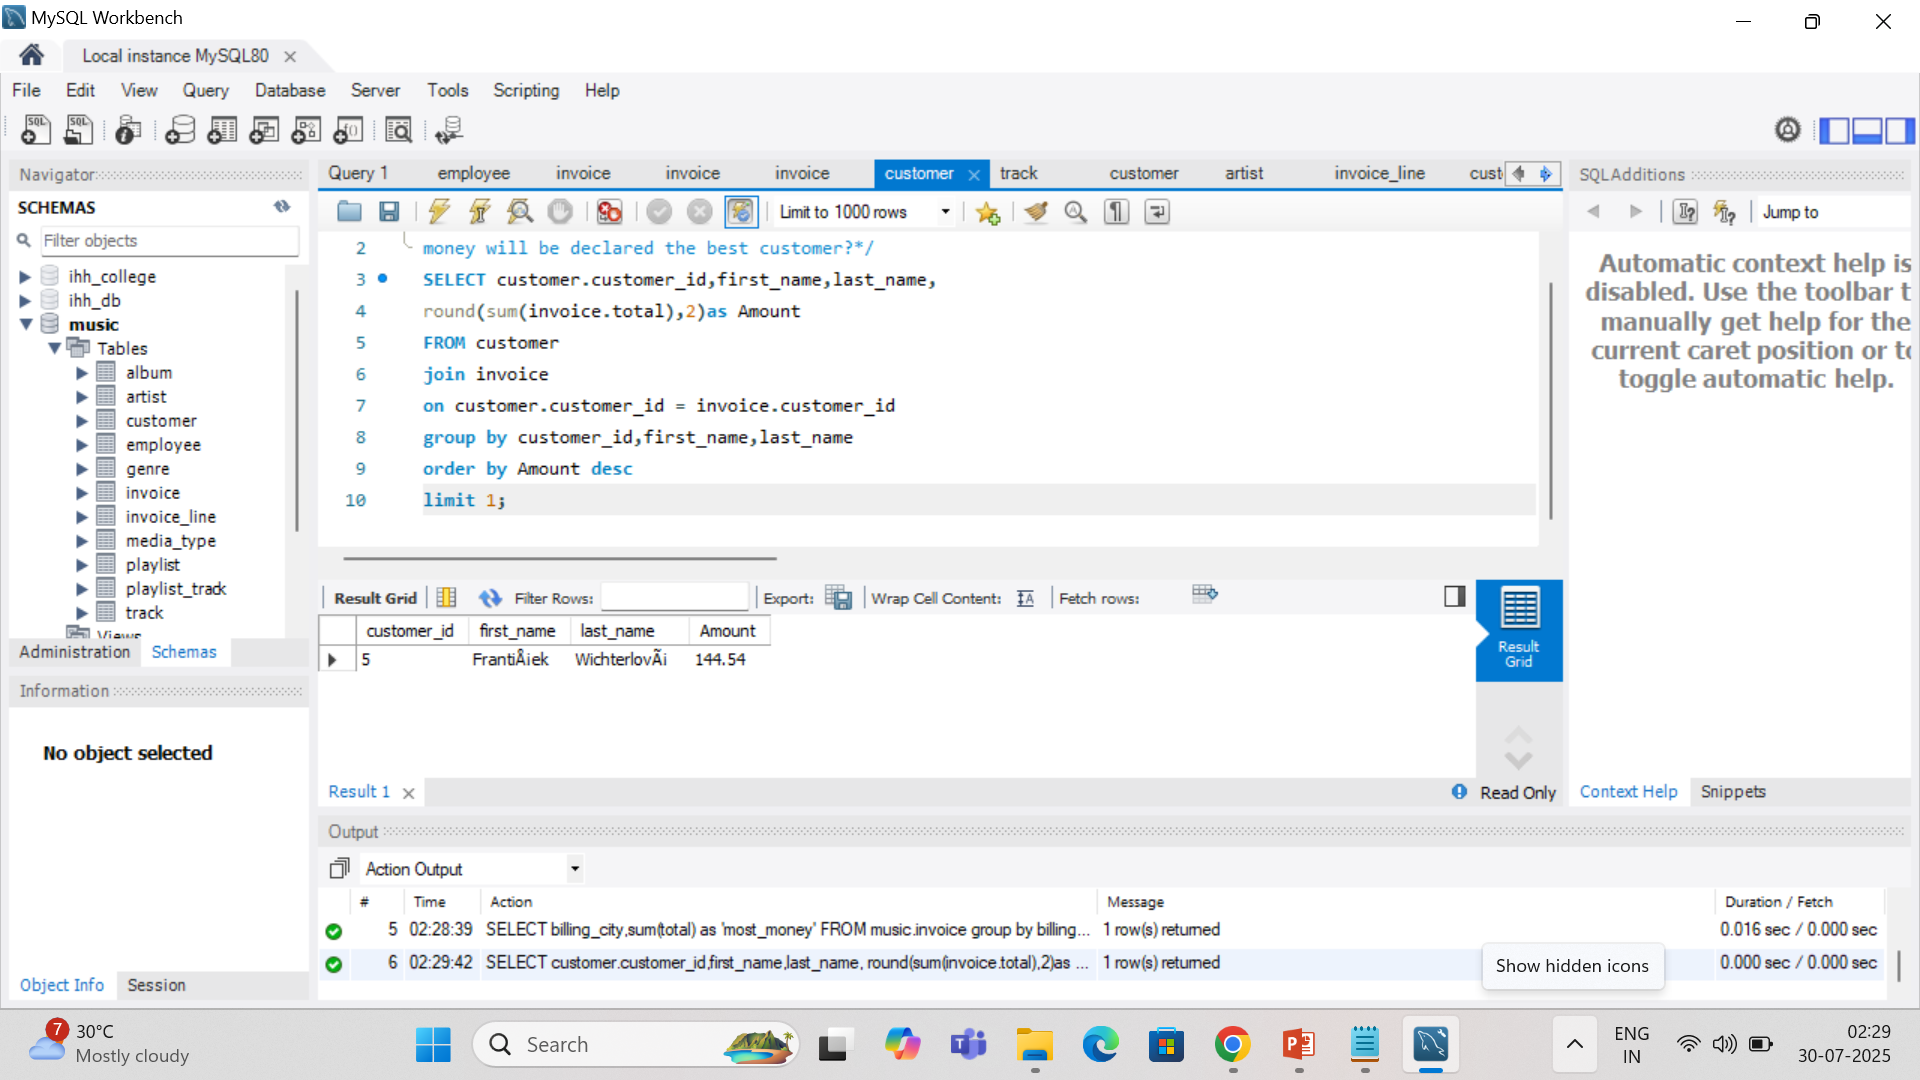 MySQL Workbench
Local instance MySQL80
File Edit View Query Database Server Tools Scripting Help
Navigator
SCHEMAS
Filter objects
ihh_college
ihh_db
music
Tables
album
artist
customer
employee
genre
invoice
invoice_line
media_type
playlist
playlist_track
track
Views
Administration Schemas
Information
No object selected
Object Info Session
Query 1 employee invoice invoice invoice customer track customer artist invoice_line cust
Limit to 1000 rows
2 money will be declared the best customer?*/
3 SELECT customer.customer_id,first_name,last_name,
4 round(sum(invoice.total),2)as Amount
5 FROM customer
6 join invoice
7 on customer.customer_id = invoice.customer_id
8 group by customer_id,first_name,last_name
9 order by Amount desc
10 limit 1;
Result Grid Filter Rows: Export: Wrap Cell Content: Fetch rows:
customer_id first_name last_name Amount
5 FrantiÅiek WichterlovÃi 144.54
Result Grid
Result 1
Read Only
SQLAdditions
Jump to
Automatic context help is
disabled. Use the toolbar t
manually get help for the
current caret position or to
toggle automatic help.
Context Help Snippets
Output
Action Output
# Time Action Message Duration / Fetch
5 02:28:39 SELECT billing_city,sum(total) as 'most_money' FROM music.invoice group by billing... 1 row(s) returned 0.016 sec / 0.000 sec
6 02:29:42 SELECT customer.customer_id,first_name,last_name, round(sum(invoice.total),2)as ... 1 row(s) returned 0.000 sec / 0.000 sec
Show hidden icons
7
30°C
Mostly cloudy
Search
ENG
IN
02:29
30-07-2025